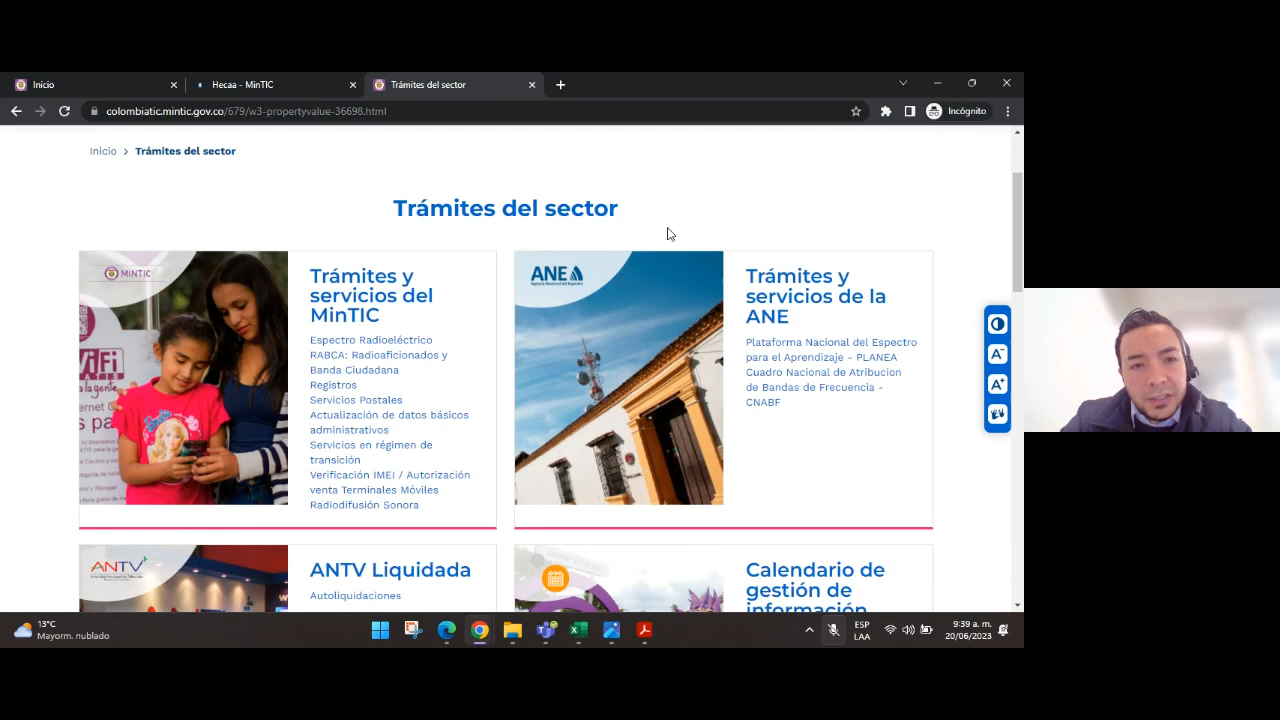 Inicio
Hecaa - MinTIC
Trámites del sector
colombiatic.mintic.gov.co/679/w3-propertyvalue-36698.html
Incógnito
Inicio > Trámites del sector
Trámites del sector
MINTIC
Trámites y
servicios del
MinTIC
Espectro Radioeléctrico
RABCA: Radioaficionados y
Banda Ciudadana
Registros
Servicios Postales
Actualización de datos básicos
administrativos
Servicios en régimen de
transición
Verificación IMEI / Autorización
venta Terminales Móviles
Radiodifusión Sonora
ANE
Agencia Nacional del Espectro
Trámites y
servicios de la
ANE
Plataforma Nacional del Espectro
para el Aprendizaje - PLANEA
Cuadro Nacional de Atribucion
de Bandas de Frecuencia -
CNABF
A-
A+
ANTV
ANTV Liquidada
Autoliquidaciones
Calendario de
gestión de
información
13°C
Mayorm. nublado
ESP
LAA
9:39 a. m.
20/06/2023